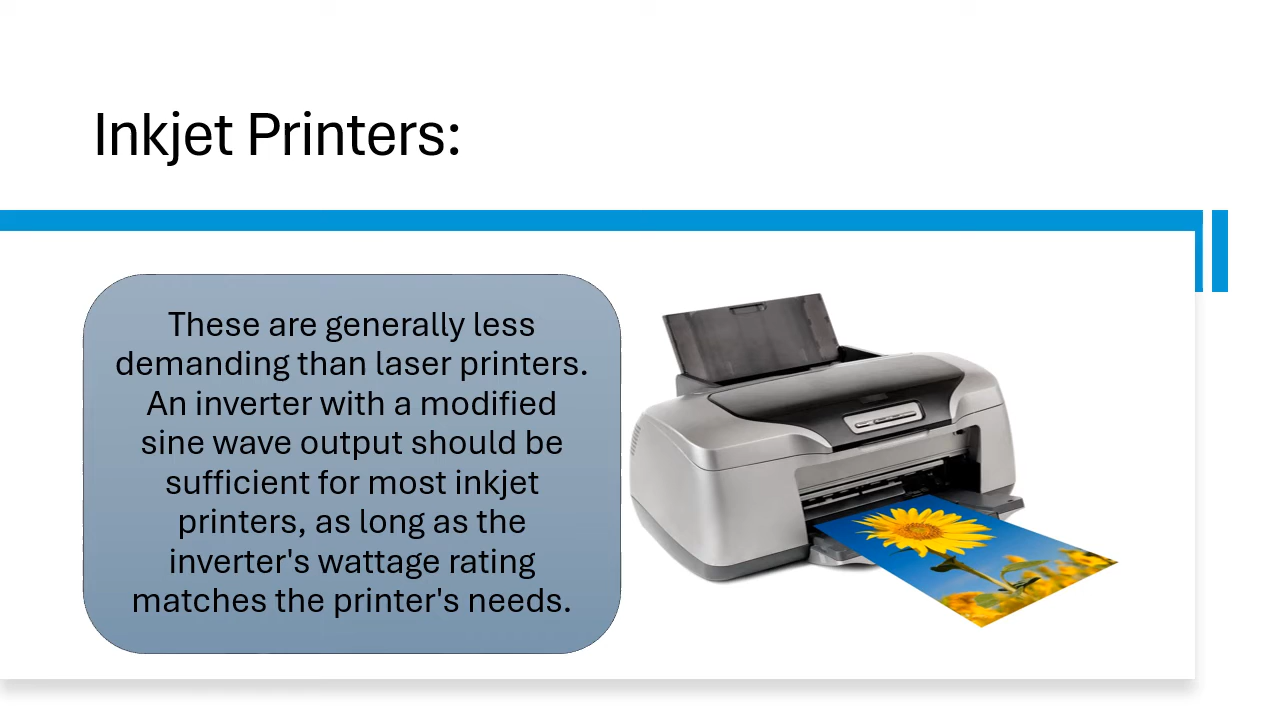 Inkjet Printers:
These are generally less
demanding than laser printers.
An inverter with a modified
sine wave output should be
sufficient for most inkjet
printers, as long as the
inverter's wattage rating
matches the printer's needs.